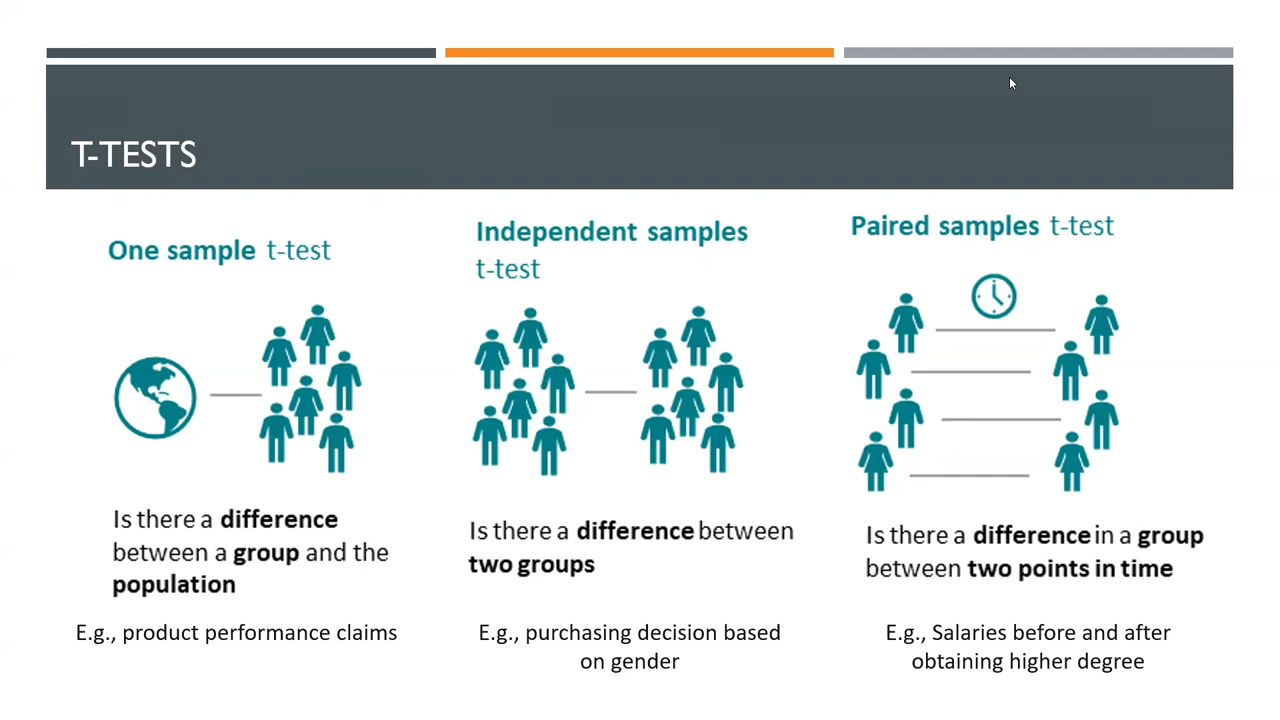 T-TESTS
One sample t-test
Is there a difference
between a group and the
population
E.g., product performance claims
Independent samples
t-test
Is there a difference between
two groups
E.g., purchasing decision based
on gender
Paired samples t-test
Is there a difference in a group
between two points in time
E.g., Salaries before and after
obtaining higher degree